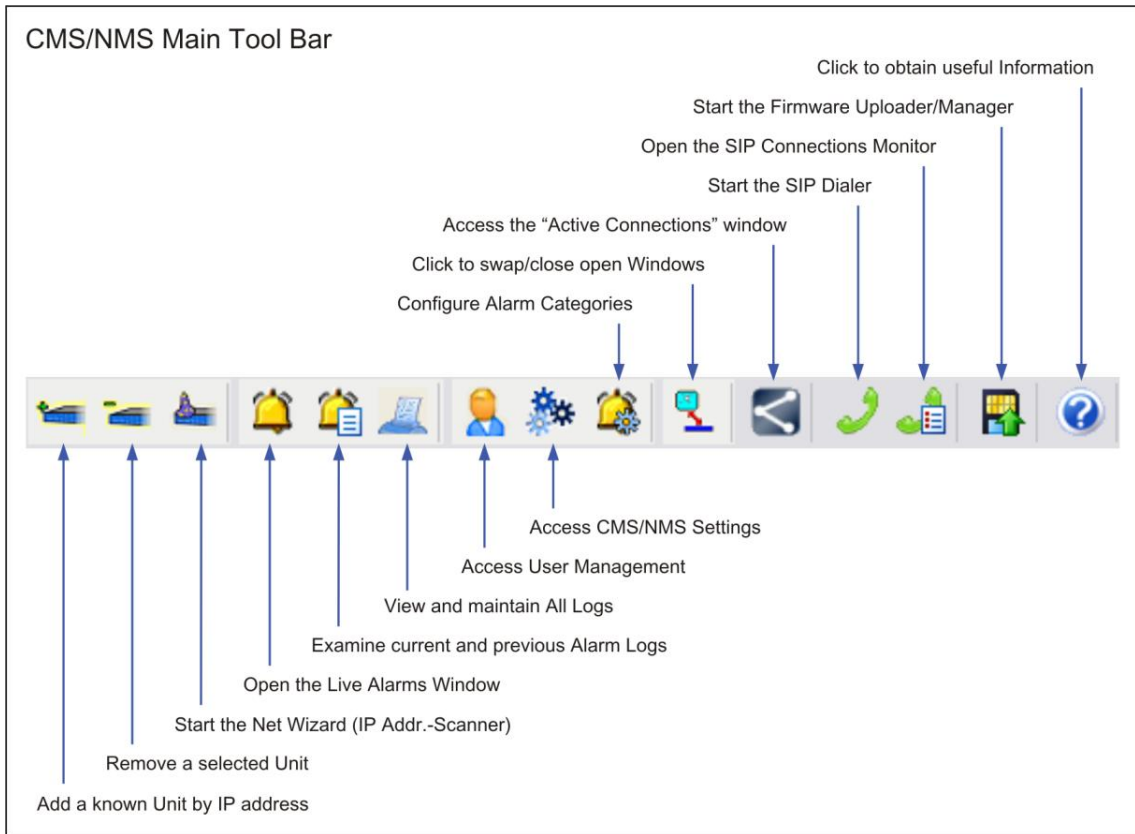 CMS/NMS Main Tool Bar
Click to obtain useful Information
Start the Firmware Uploader/Manager
Open the SIP Connections Monitor
Start the SIP Dialer
Access the “Active Connections” window
Click to swap/close open Windows
Configure Alarm Categories
Access CMS/NMS Settings
Access User Management
View and maintain All Logs
Examine current and previous Alarm Logs
Open the Live Alarms Window
Start the Net Wizard (IP Addr.-Scanner)
Remove a selected Unit
Add a known Unit by IP address